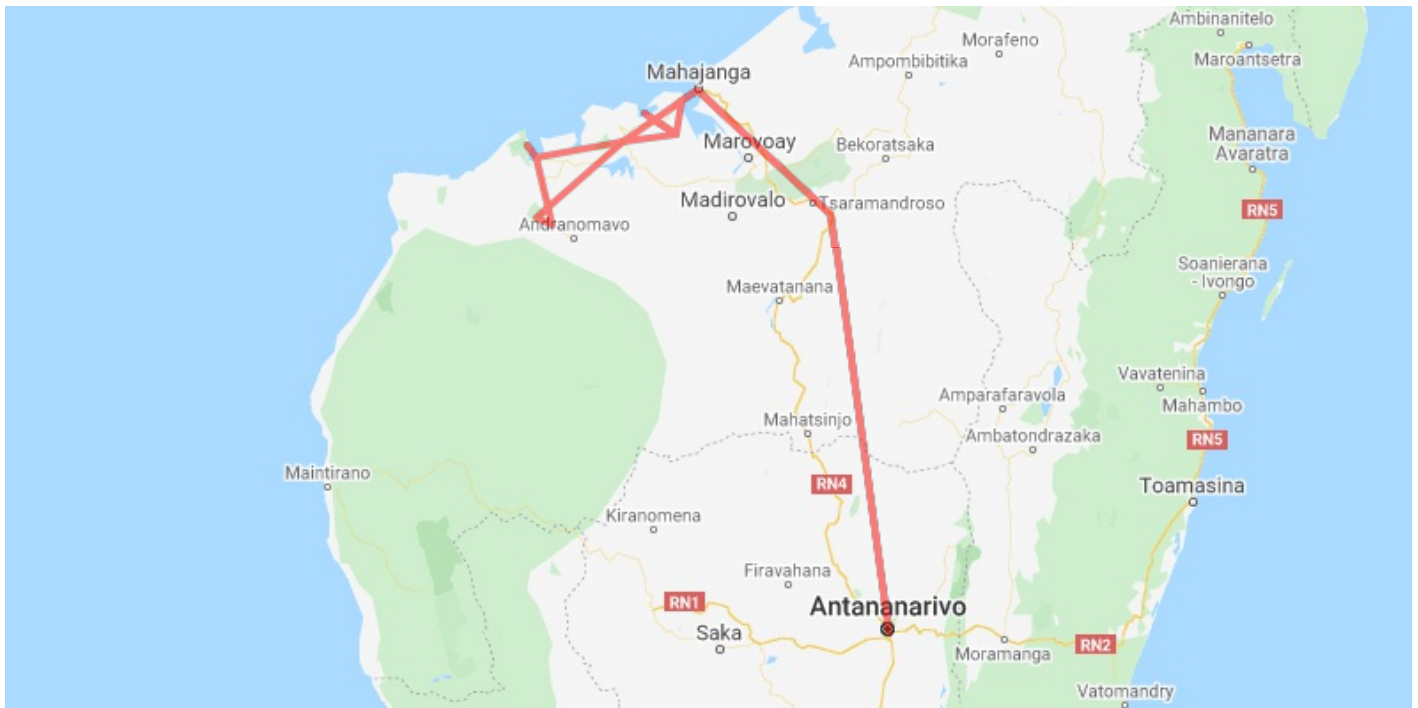 Ambinanitelo
Morafeno
Maroantsetra
Ampombibitika
Mahajanga
Mananara
Avaratra
Marovoay
Bekoratsaka
Madirovalo
Tsaramandroso
RN5
Andranomavo
Soanierana
- Ivongo
Maevatanana
Vavatenina
Amparafaravola
Mahambo
Mahatsinjo
Ambatondrazaka
RN5
Maintirano
RN4
Toamasina
Kiranomena
Firavahana
RN1
Antananarivo
Saka
Moramanga
RN2
Vatomandry